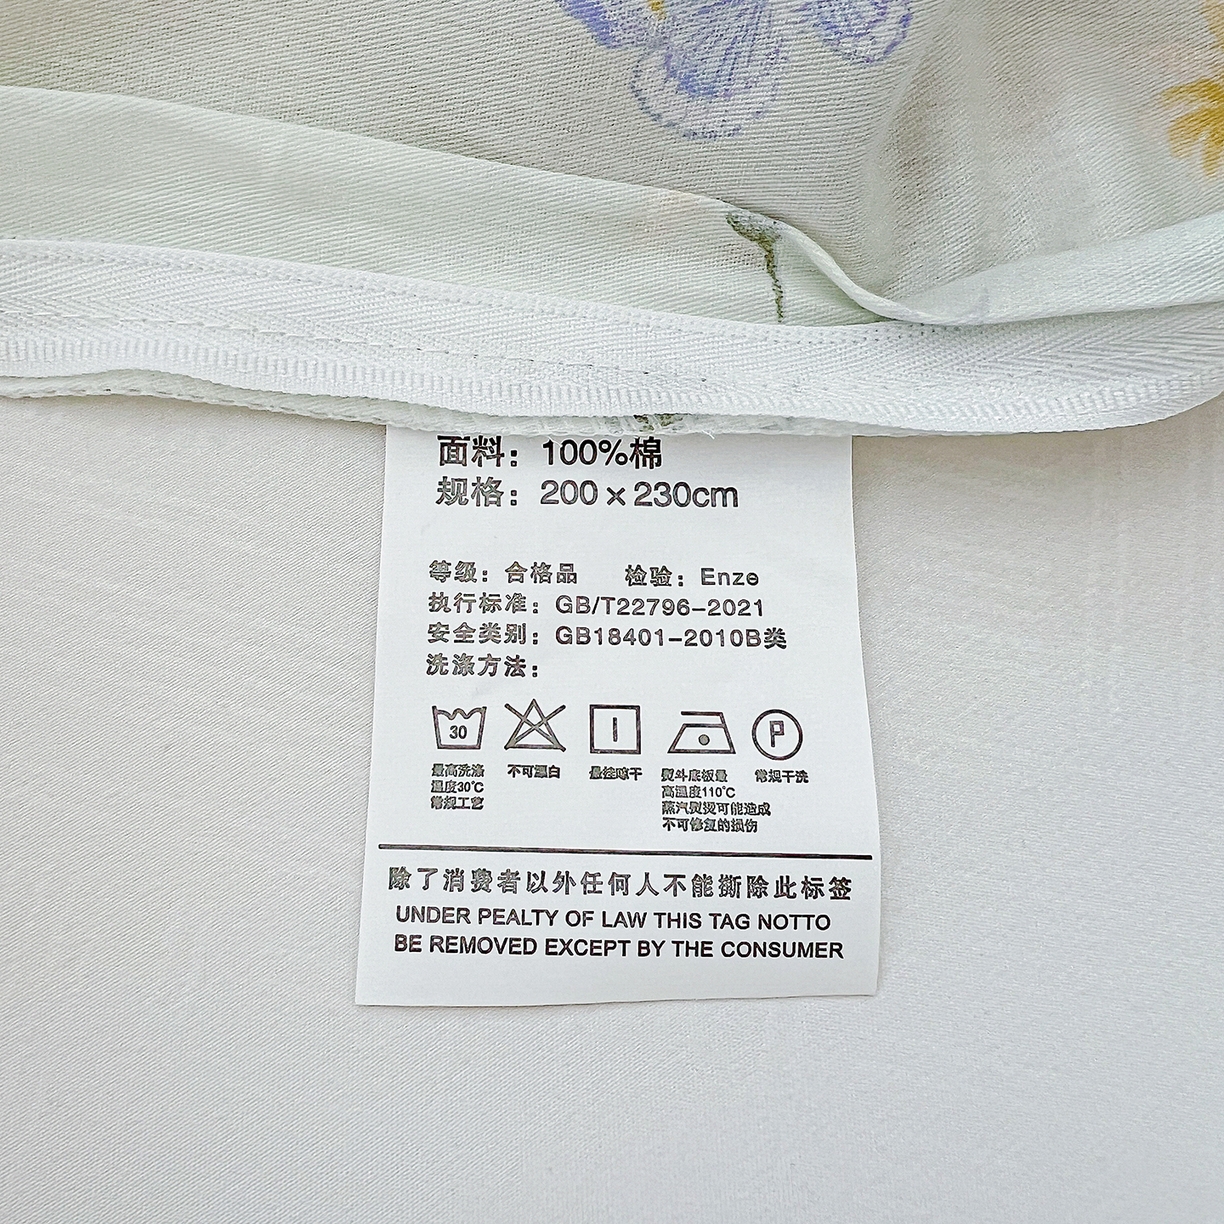 面料：100%棉
规格：200×230cm
等级：合格品 检验：Enze
执行标准：GB/T22796-2021
安全类别：GB18401-2010B类
洗涤方法：
30
P
最高洗涤
温度30℃
常规工艺
不可漂白
悬挂晾干
熨斗底板最
高温度110℃
蒸汽熨烫可能造成
不可修复的损伤
常规干洗
除了消费者以外任何人不能撕除此标签
UNDER PEALTY OF LAW THIS TAG NOTTO
BE REMOVED EXCEPT BY THE CONSUMER